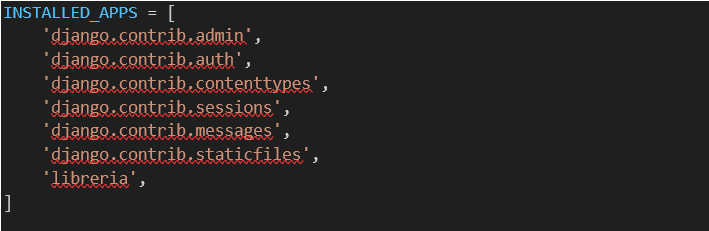 INSTALLED_APPS = [
    'django.contrib.admin',
    'django.contrib.auth',
    'django.contrib.contenttypes',
    'django.contrib.sessions',
    'django.contrib.messages',
    'django.contrib.staticfiles',
    'libreria',
]